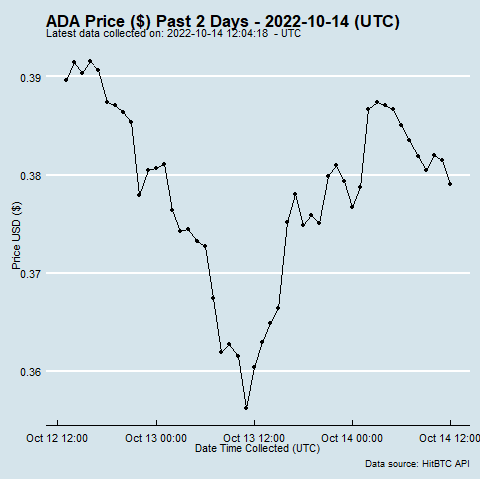 ADA Price ($) Past 2 Days - 2022-10-14 (UTC)
Latest data collected on: 2022-10-14 12:04:18 - UTC
Price USD ($)
0.39
0.38
0.37
0.36
Oct 12 12:00 Oct 13 00:00 Oct 13 12:00 Oct 14 00:00 Oct 14 12:00
Date Time Collected (UTC)
Data source: HitBTC API